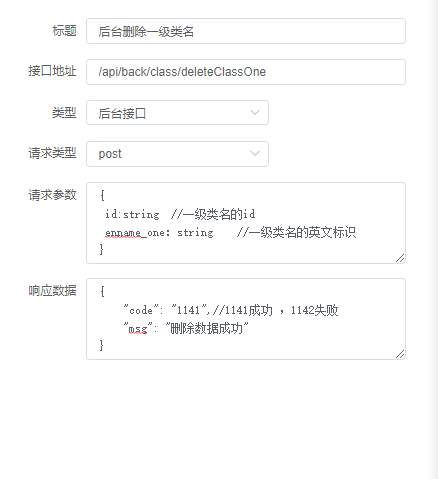 标题 后台删除一级类名
接口地址 /api/back/class/deleteClassOne
类型 后台接口
请求类型 post
请求参数 {
id:string //一级类名的id
enname_one: string //一级类名的英文标识
}
响应数据 {
"code": "1141",//1141成功 ，1142失败
"msg": "删除数据成功"
}